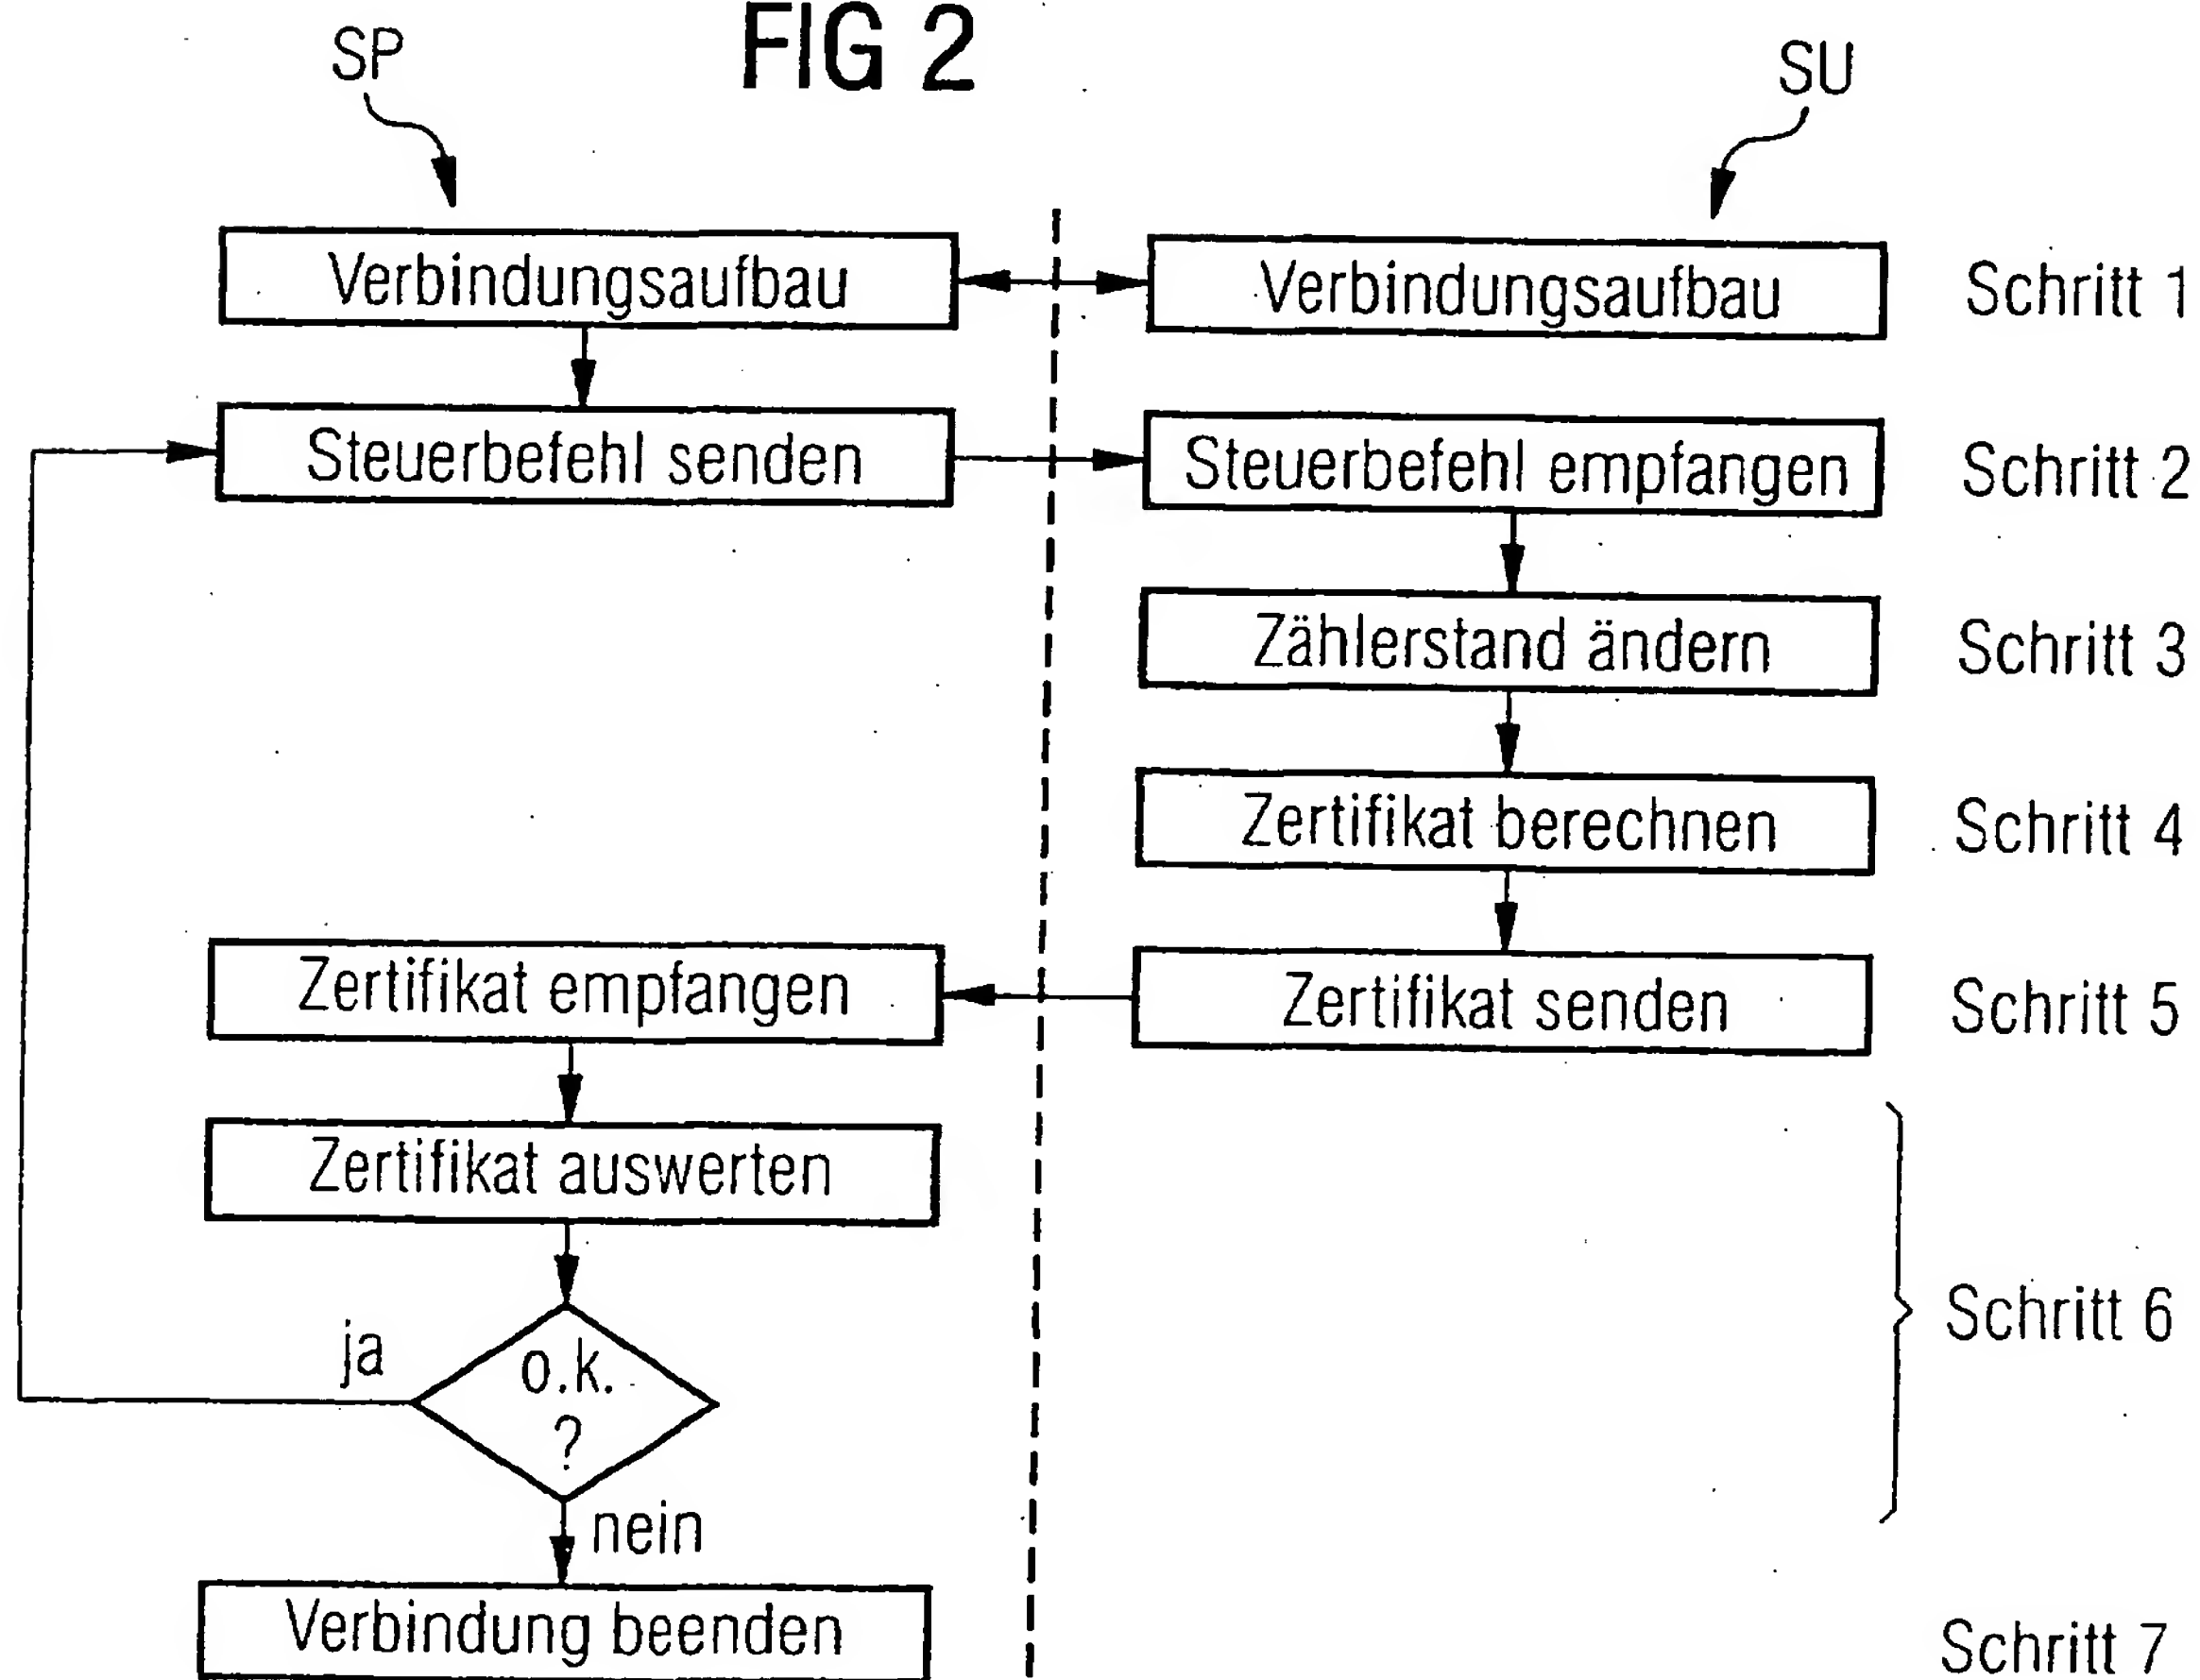 FIG 2
SP
SU
Verbindungsaufbau
Verbindungsaufbau
Schritt 1
Steuerbefehl senden
Steuerbefehl empfangen
Schritt 2
Zählerstand ändern
Schritt 3
Zertifikat berechnen
Schritt 4
Zertifikat empfangen
Zertifikat senden
Schritt 5
Zertifikat auswerten
Schritt 6
ja
o.k.
?
nein
Verbindung beenden
Schritt 7